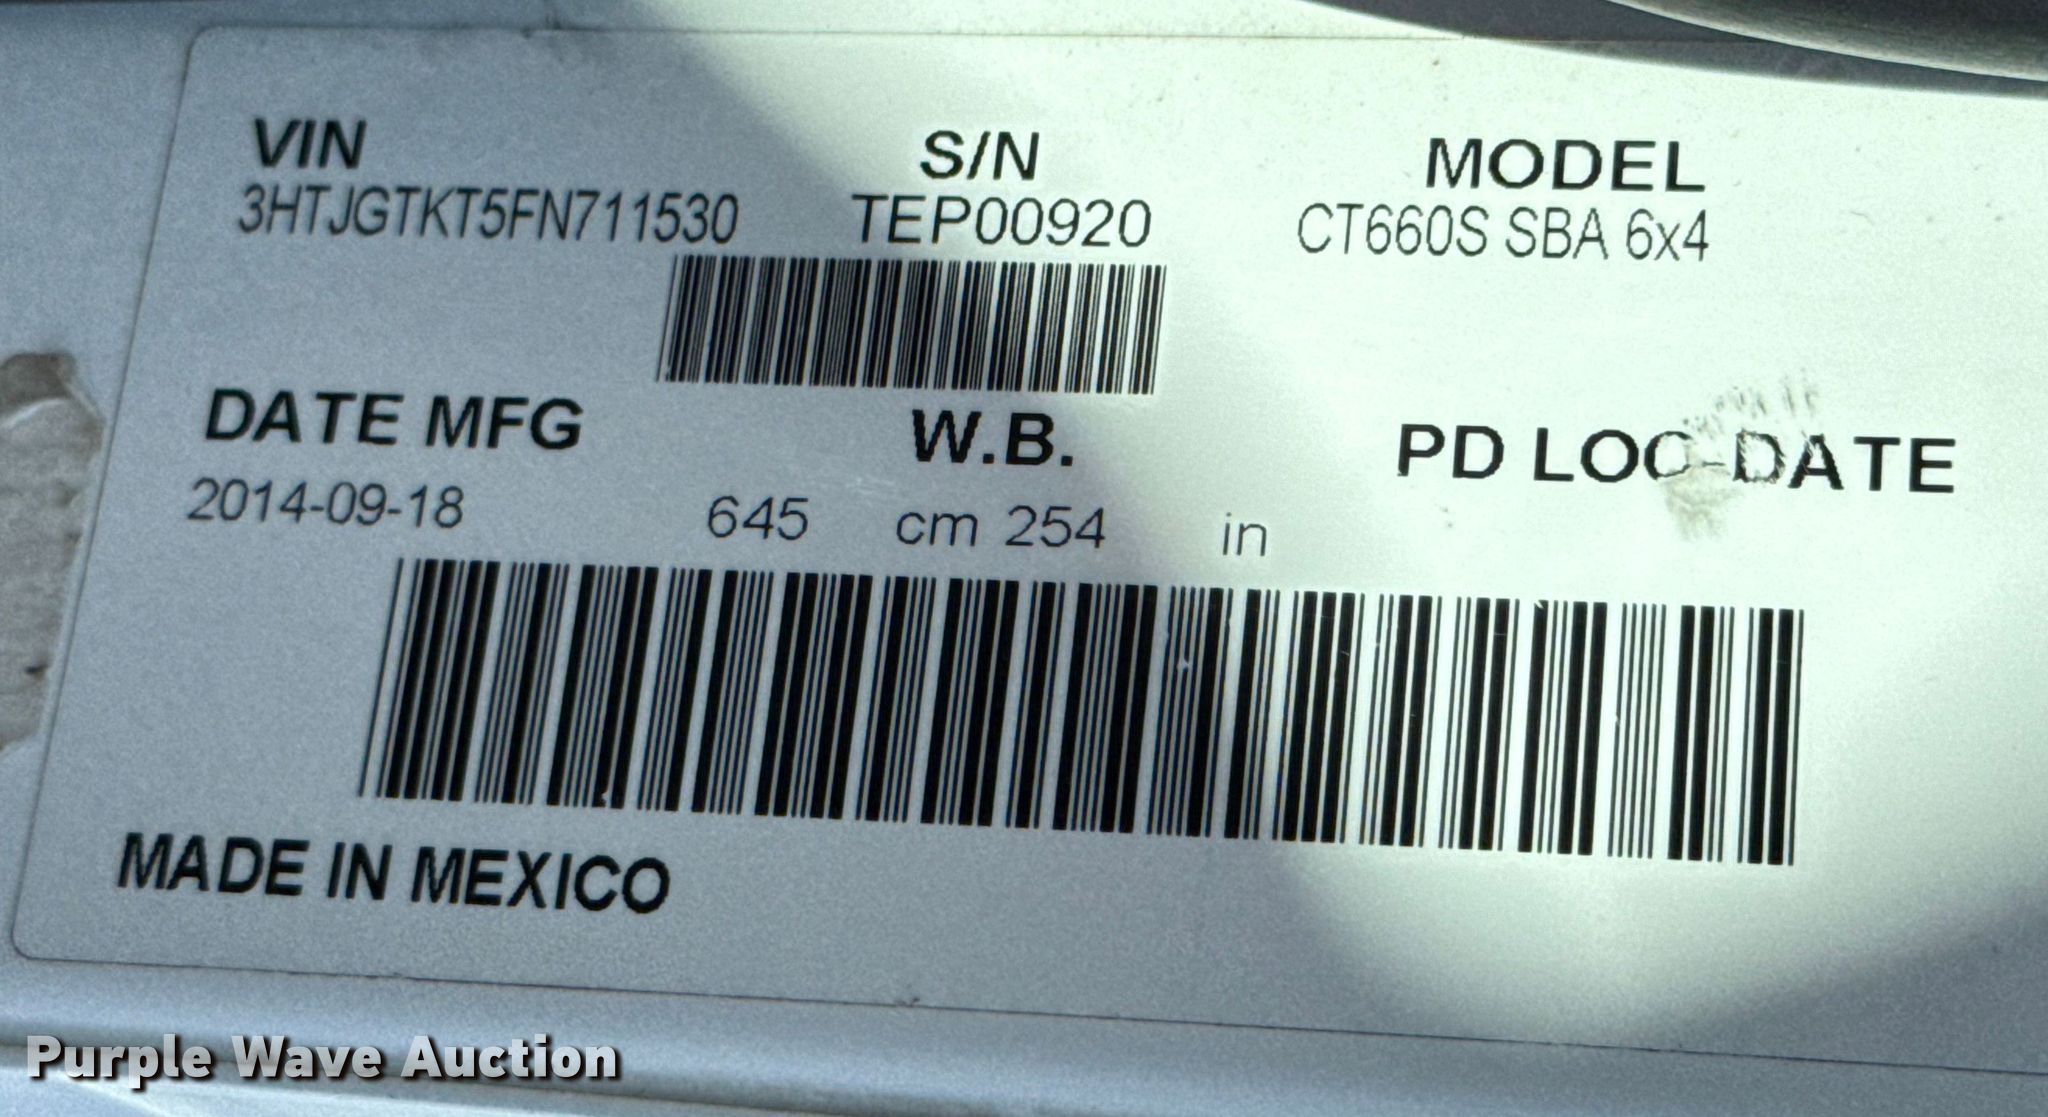 VIN S/N MODEL
3HTJGTKT5FN711530 TEP00920 CT660S SBA 6x4
DATE MFG W.B. PD LOC-DATE
2014-09-18 645 cm 254 in
MADE IN MEXICO
Purple Wave Auction